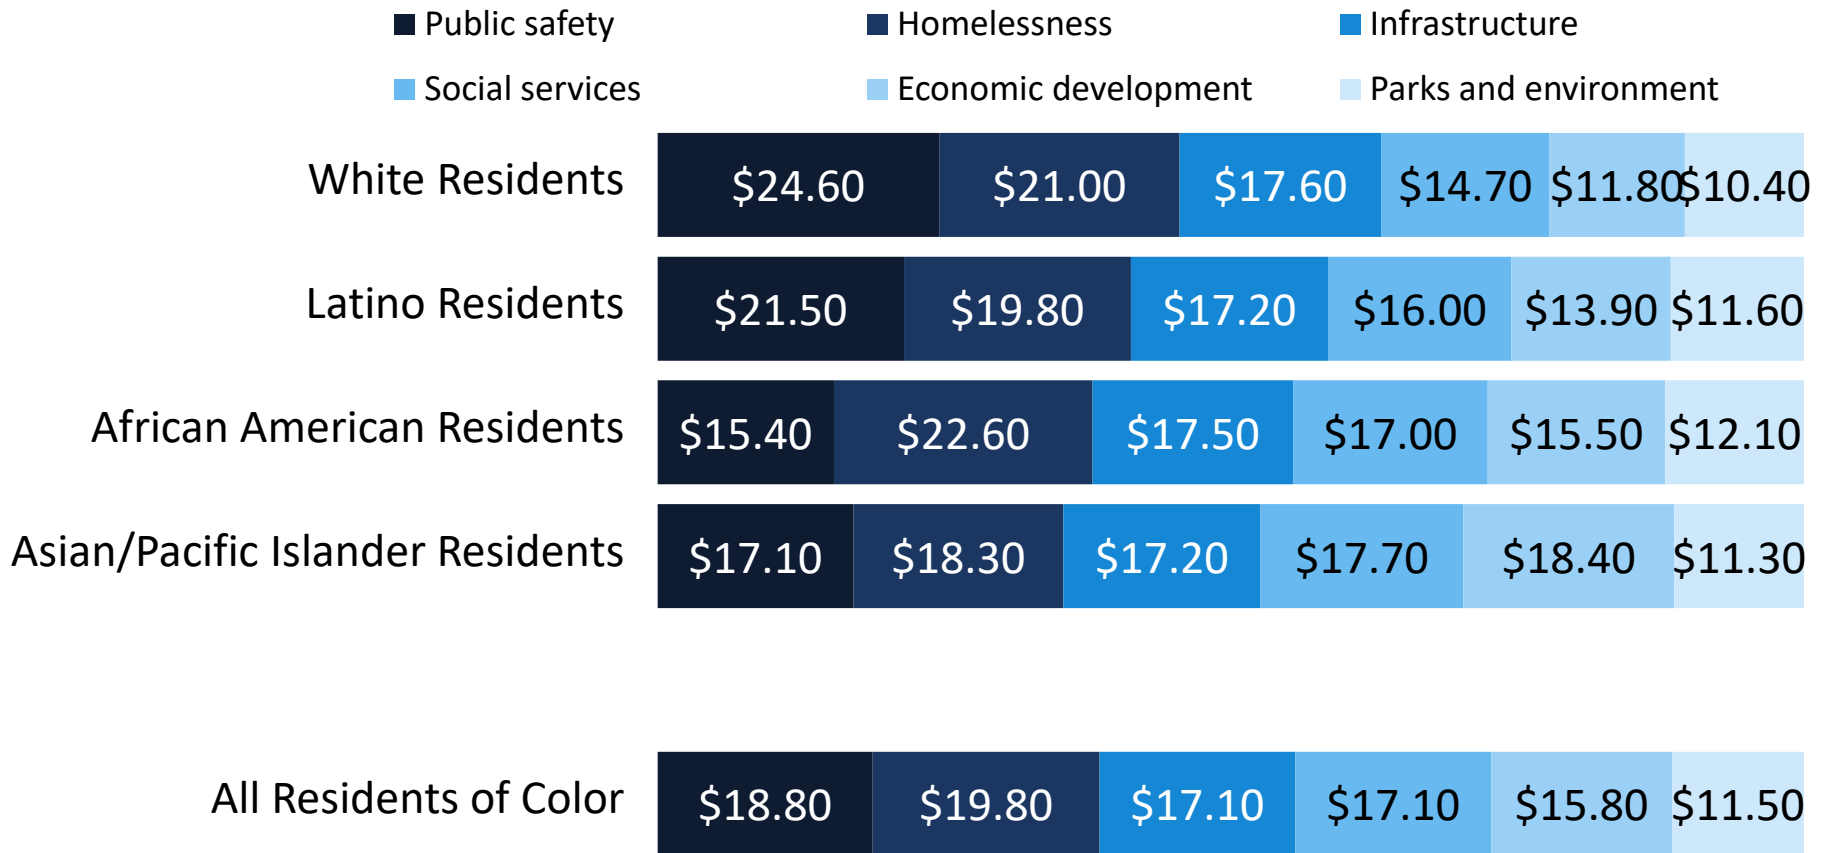 Public safety Homelessness Infrastructure
Social services Economic development Parks and environment
White Residents $24.60 $21.00 $17.60 $14.70 $11.80 $10.40
Latino Residents $21.50 $19.80 $17.20 $16.00 $13.90 $11.60
African American Residents $15.40 $22.60 $17.50 $17.00 $15.50 $12.10
Asian/Pacific Islander Residents $17.10 $18.30 $17.20 $17.70 $18.40 $11.30
All Residents of Color $18.80 $19.80 $17.10 $17.10 $15.80 $11.50